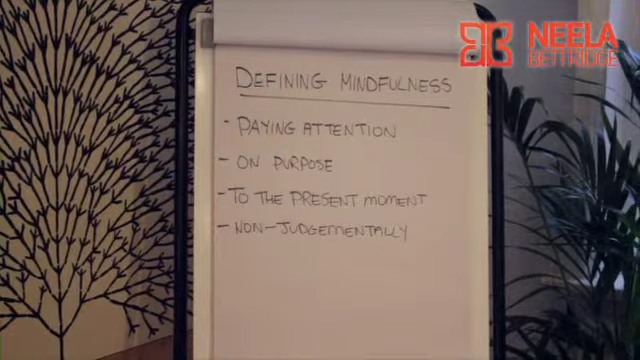 NEELA
BETTRIDGE
DEFINING MINDFULNESS
- PAYING ATTENTION
- ON PURPOSE
- TO THE PRESENT MOMENT
- NON-JUDGEMENTALLY